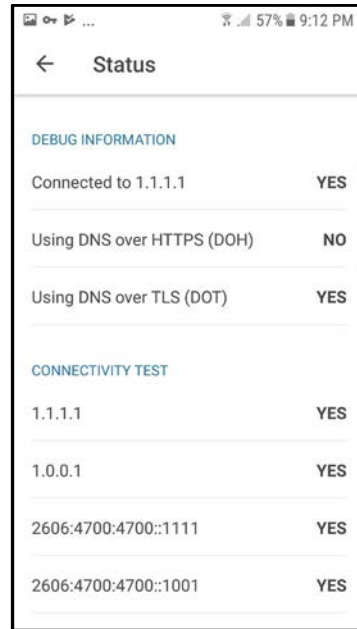 ... 57% 9:12 PM
Status
DEBUG INFORMATION
Connected to 1.1.1.1 YES
Using DNS over HTTPS (DOH) NO
Using DNS over TLS (DOT) YES
CONNECTIVITY TEST
1.1.1.1 YES
1.0.0.1 YES
2606:4700:4700::1111 YES
2606:4700:4700::1001 YES